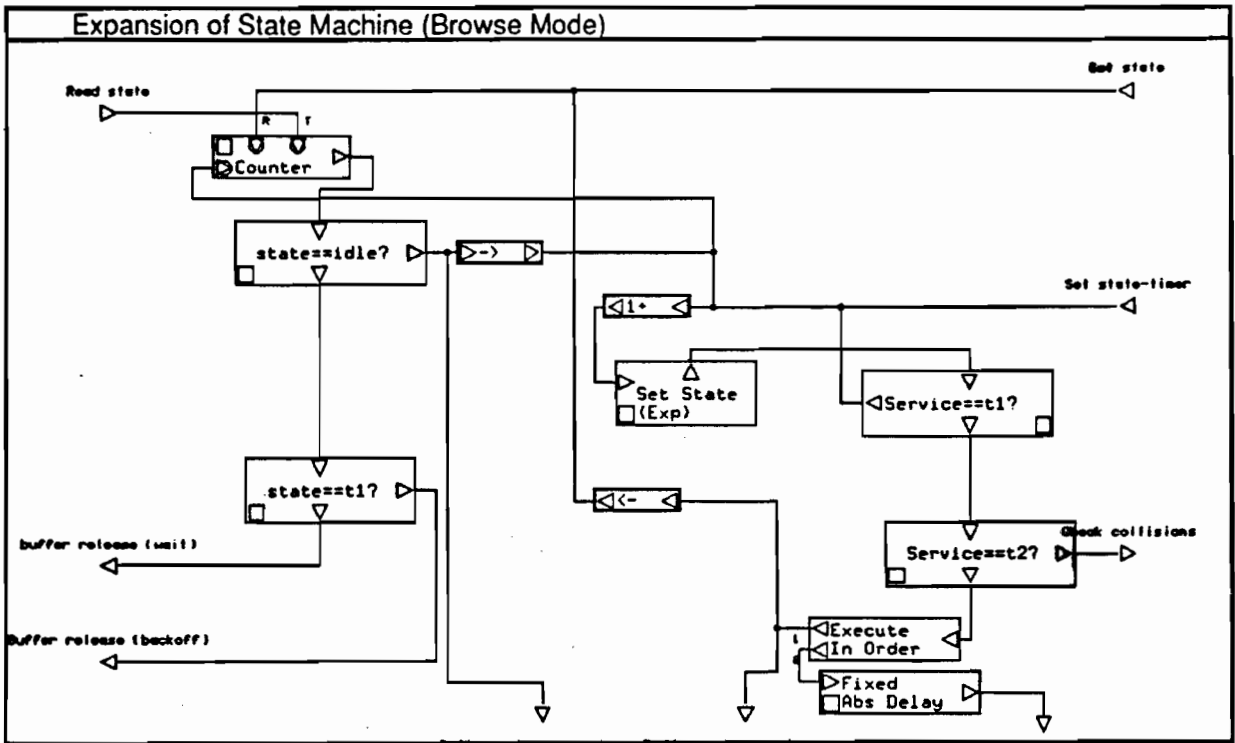 Expansion of State Machine (Browse Mode)
Set state
Read state
R T
Counter
state==idle?
->
Set state-timer
1+
Set State
(Exp)
Service==t1?
state==t1?
<-
buffer release (wait)
Service==t2?
Check collisions
Buffer release (backoff)
Execute
In Order
1
Fixed
Abs Delay